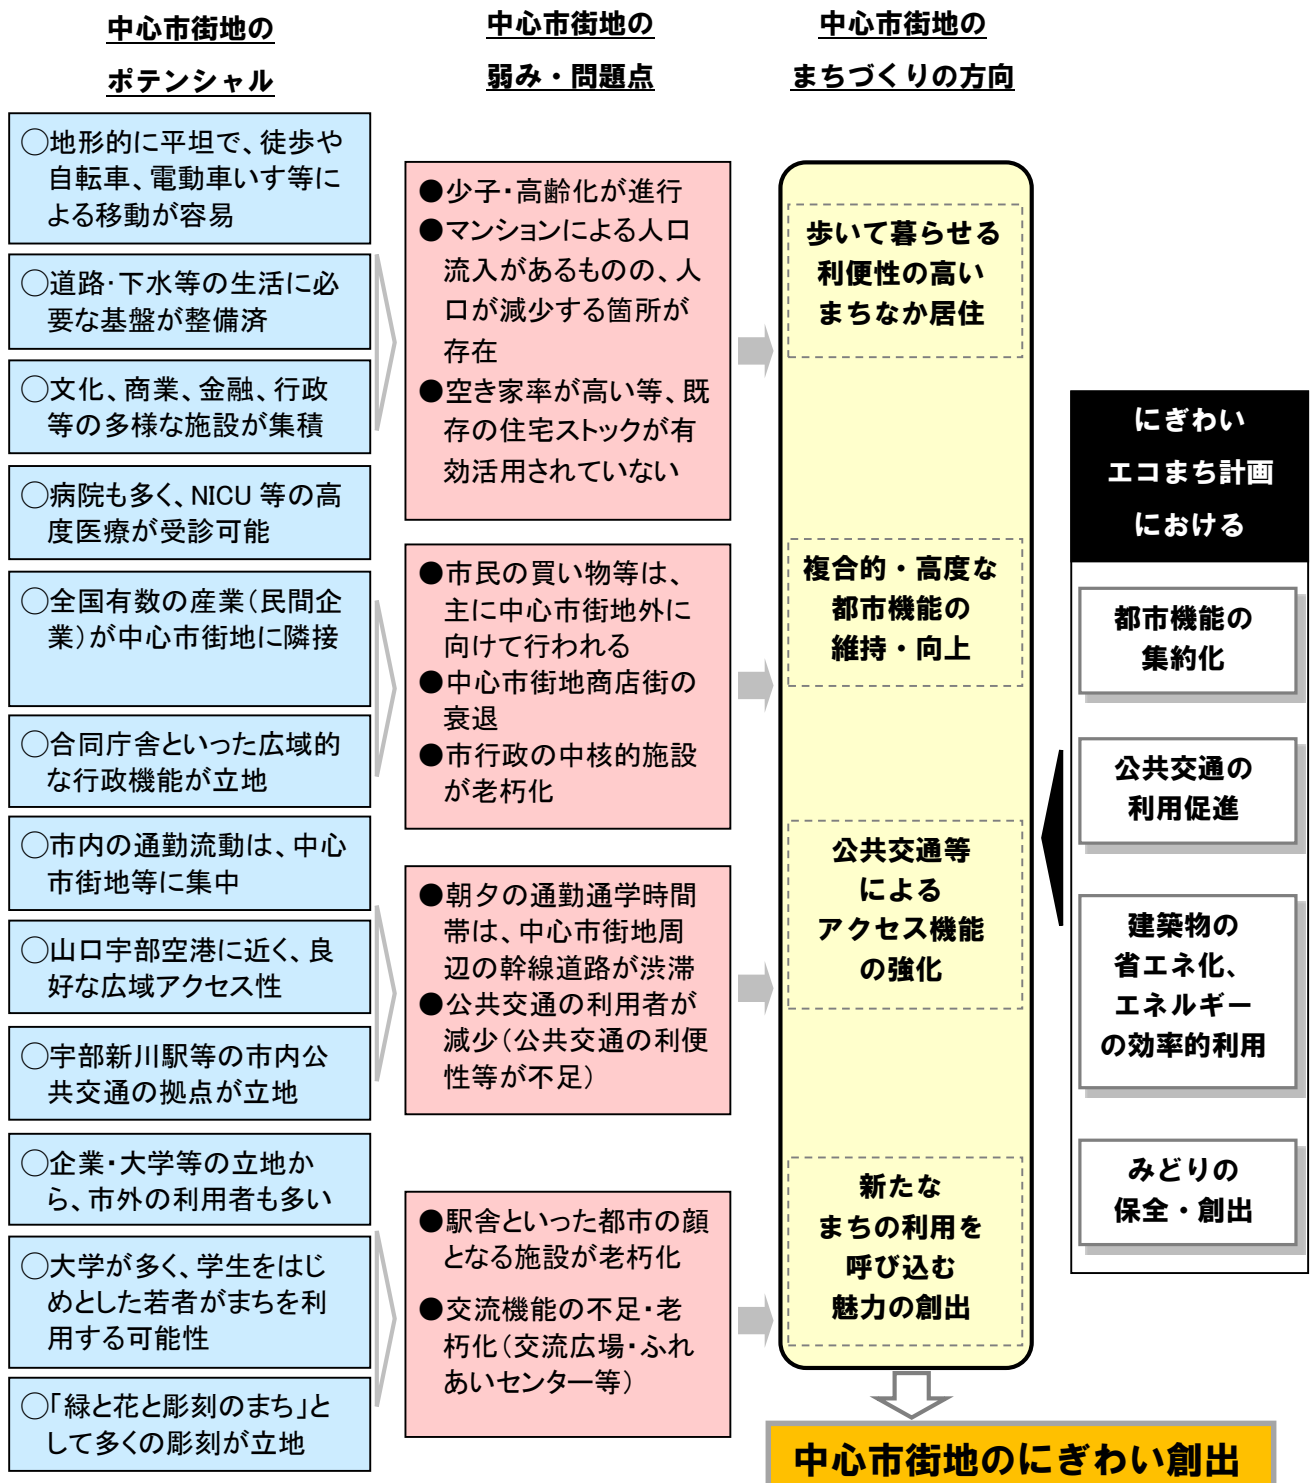 中心市街地の
ポテンシャル
○地形的に平坦で、徒歩や
自転車、電動車いす等に
よる移動が容易
○道路・下水等の生活に必
要な基盤が整備済
○文化、商業、金融、行政
等の多様な施設が集積
○病院も多く、NICU 等の高
度医療が受診可能
○全国有数の産業(民間企
業)が中心市街地に隣接
○合同庁舎といった広域的
な行政機能が立地
○市内の通勤流動は、中心
市街地等に集中
○山口宇部空港に近く、良
好な広域アクセス性
○宇部新川駅等の市内公
共交通の拠点が立地
○企業・大学等の立地か
ら、市外の利用者も多い
○大学が多く、学生をはじ
めとした若者がまちを利
用する可能性
○「緑と花と彫刻のまち」と
して多くの彫刻が立地
中心市街地の
弱み・問題点
●少子・高齢化が進行
●マンションによる人口
流入があるものの、人
口が減少する箇所が
存在
●空き家率が高い等、既
存の住宅ストックが有
効活用されていない
●市民の買い物等は、
主に中心市街地外に
向けて行われる
●中心市街地商店街の
衰退
●市行政の中核的施設
が老朽化
●朝夕の通勤通学時間
帯は、中心市街地周
辺の幹線道路が渋滞
●公共交通の利用者が
減少(公共交通の利便
性等が不足)
●駅舎といった都市の顔
となる施設が老朽化
●交流機能の不足・老
朽化(交流広場・ふれ
あいセンター等)
中心市街地の
まちづくりの方向
歩いて暮らせる
利便性の高い
まちなか居住
複合的・高度な
都市機能の
維持・向上
公共交通等
による
アクセス機能
の強化
新たな
まちの利用を
呼び込む
魅力の創出
にぎわい
エコまち計画
における
都市機能の
集約化
公共交通の
利用促進
建築物の
省エネ化、
エネルギー
の効率的利用
みどりの
保全・創出
中心市街地のにぎわい創出